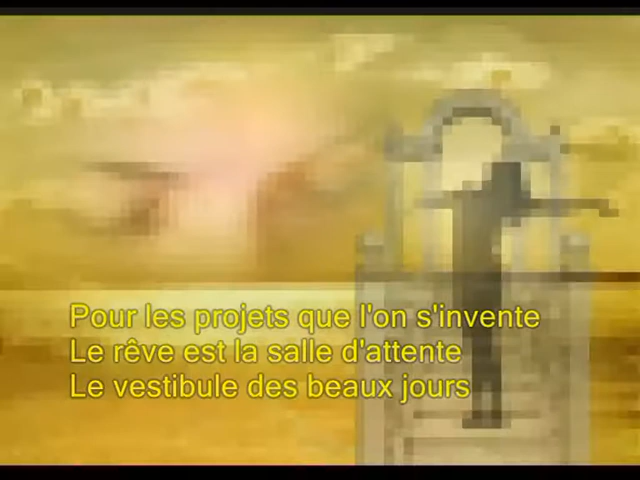 Pour les projets que l'on s'invente
Le rêve est la salle d'attente
Le vestibule des beaux jours